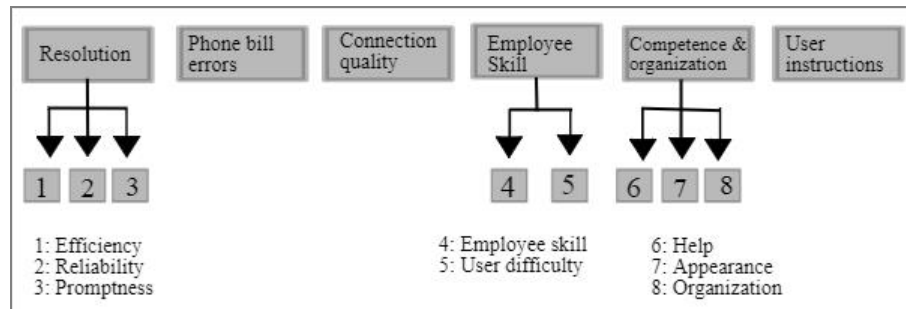 Resolution
Phone bill
errors
Connection
quality
Employee
Skill
Competence &
organization
User
instructions
1
2
3
4
5
6
7
8
1: Efficiency
2: Reliability
3: Promptness
4: Employee skill
5: User difficulty
6: Help
7: Appearance
8: Organization